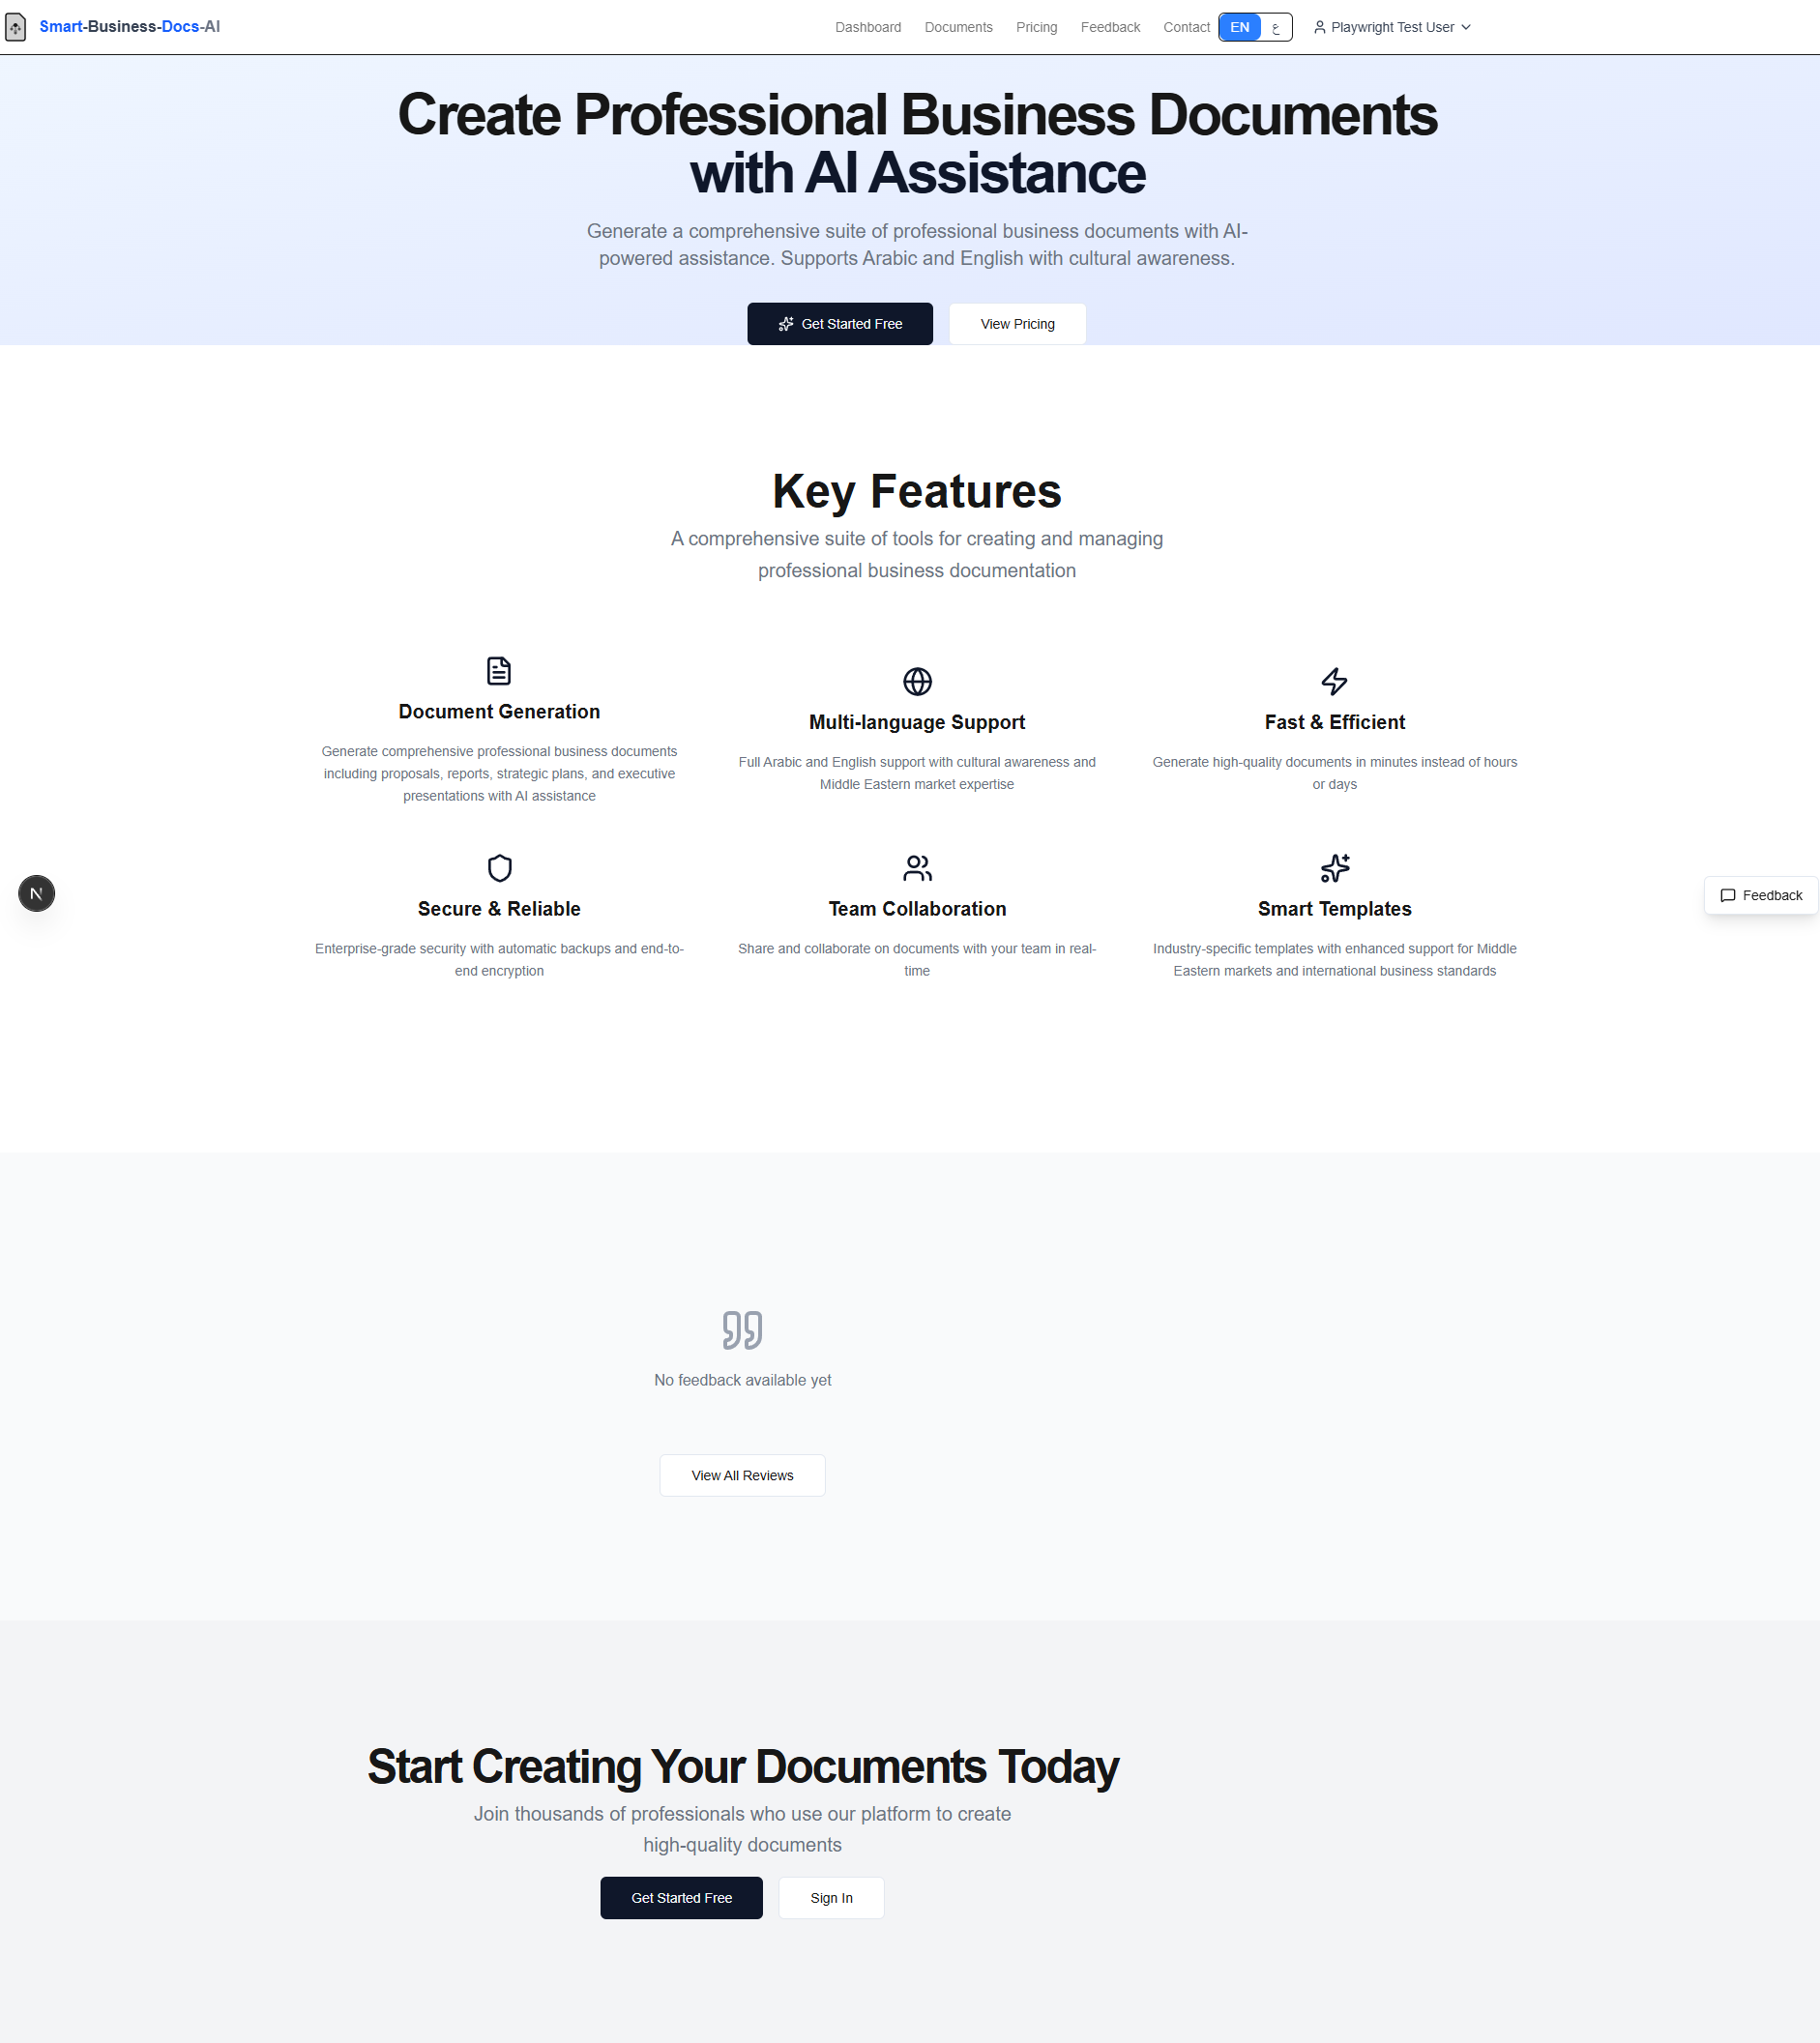 Smart-Business-Docs-AI
Dashboard Documents Pricing Feedback Contact EN ع Playwright Test User
Create Professional Business Documents
with AI Assistance
Generate a comprehensive suite of professional business documents with AI-
powered assistance. Supports Arabic and English with cultural awareness.
Get Started Free View Pricing
Key Features
A comprehensive suite of tools for creating and managing
professional business documentation
Document Generation
Generate comprehensive professional business documents
including proposals, reports, strategic plans, and executive
presentations with AI assistance
Multi-language Support
Full Arabic and English support with cultural awareness and
Middle Eastern market expertise
Fast & Efficient
Generate high-quality documents in minutes instead of hours
or days
Secure & Reliable
Enterprise-grade security with automatic backups and end-to-
end encryption
Team Collaboration
Share and collaborate on documents with your team in real-
time
Smart Templates
Industry-specific templates with enhanced support for Middle
Eastern markets and international business standards
N
Feedback
No feedback available yet
View All Reviews
Start Creating Your Documents Today
Join thousands of professionals who use our platform to create
high-quality documents
Get Started Free Sign In